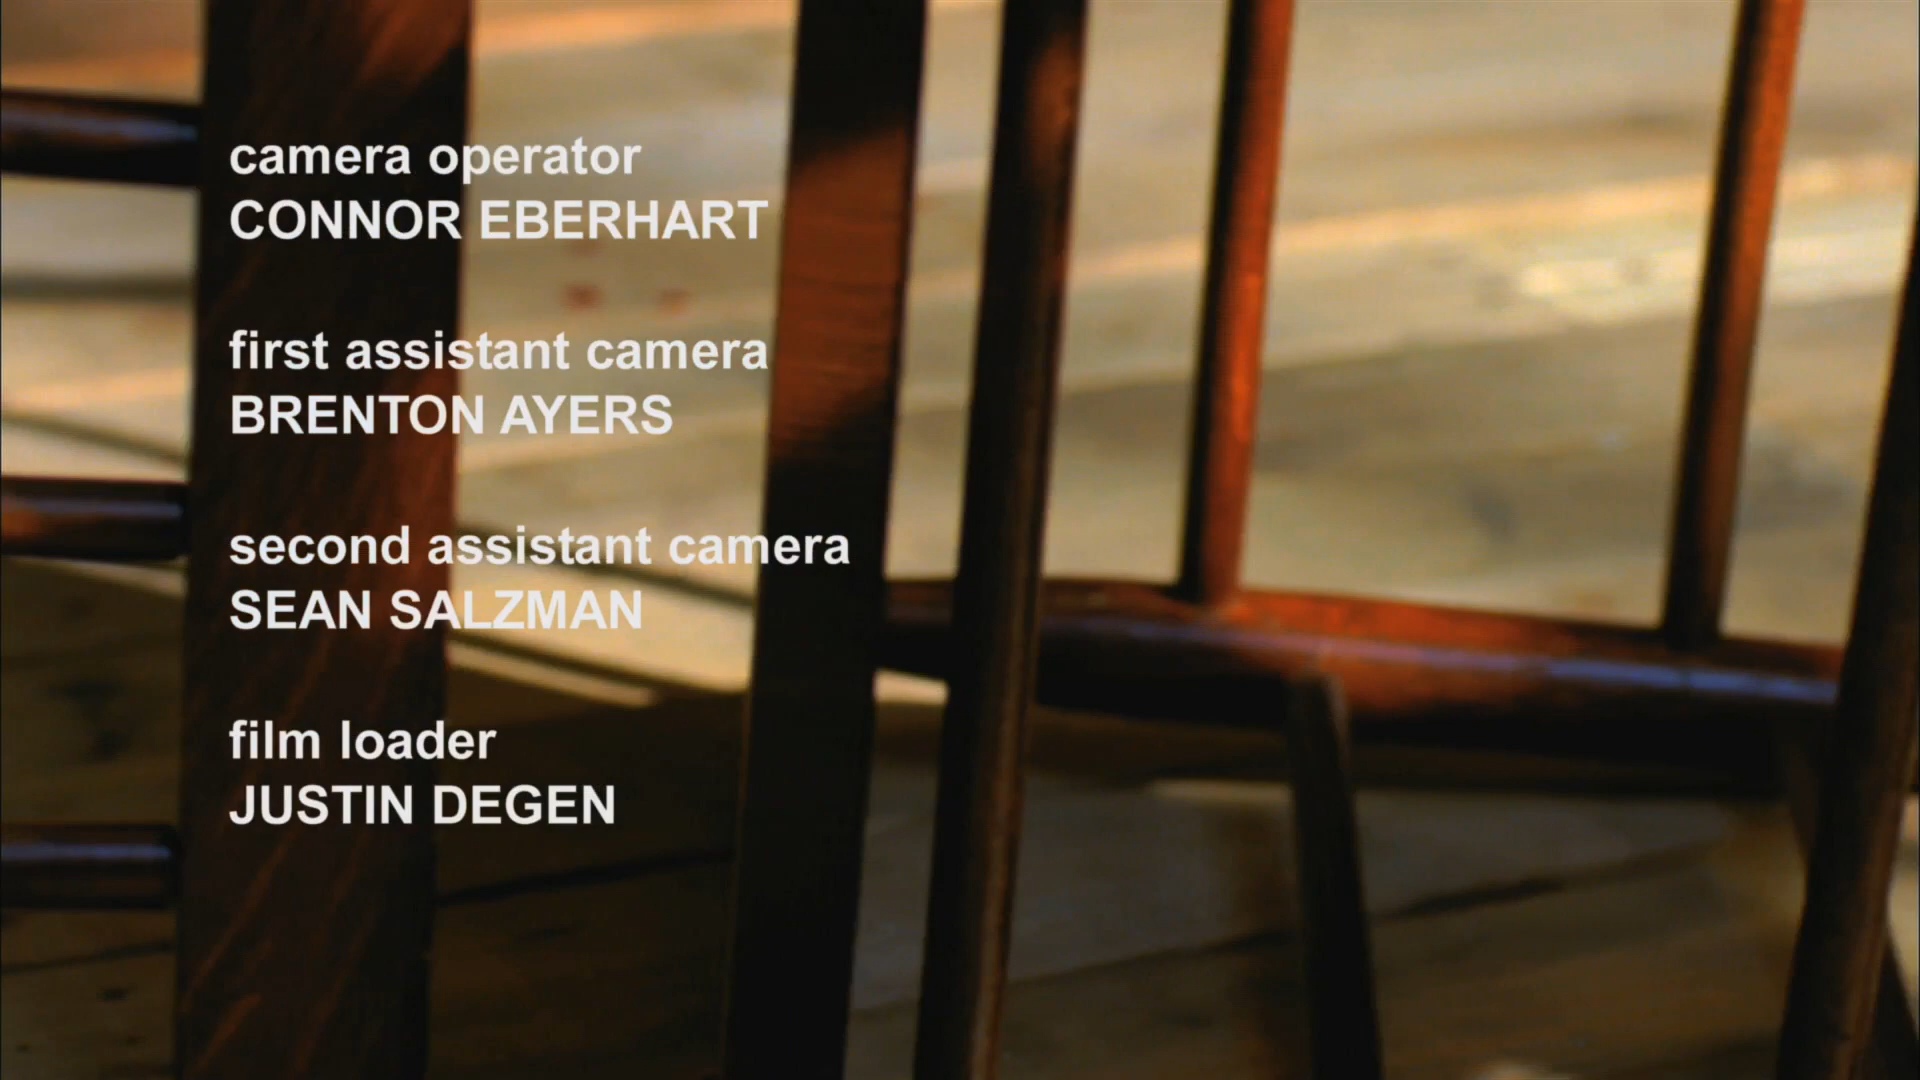 camera operator
CONNOR EBERHART
first assistant camera
BRENTON AYERS
second assistant camera
SEAN SALZMAN
film loader
JUSTIN DEGEN